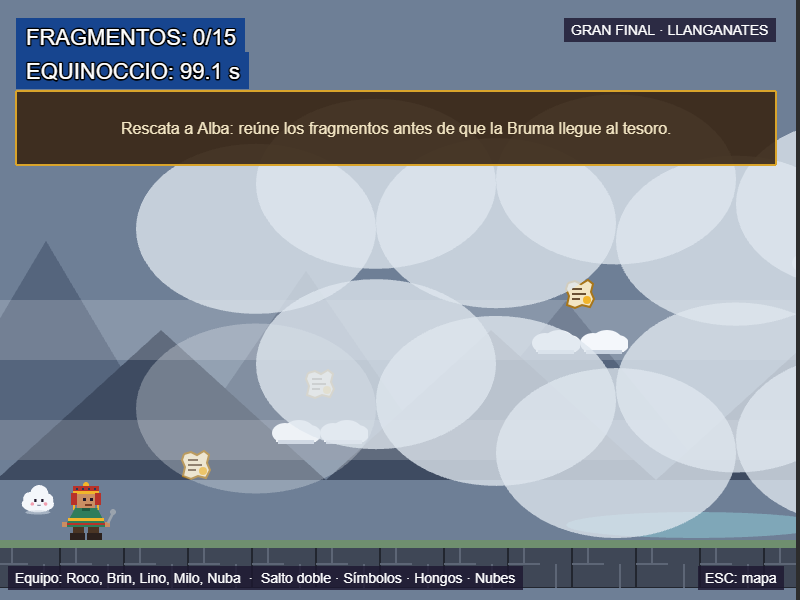 FRAGMENTOS: 0/15
GRAN FINAL · LLANGANATES
EQUINOCCIO: 99.1 s
Rescata a Alba: reúne los fragmentos antes de que la Bruma llegue al tesoro.
Equipo: Roco, Brin, Lino, Milo, Nuba · Salto doble · Símbolos · Hongos · Nubes
ESC: mapa